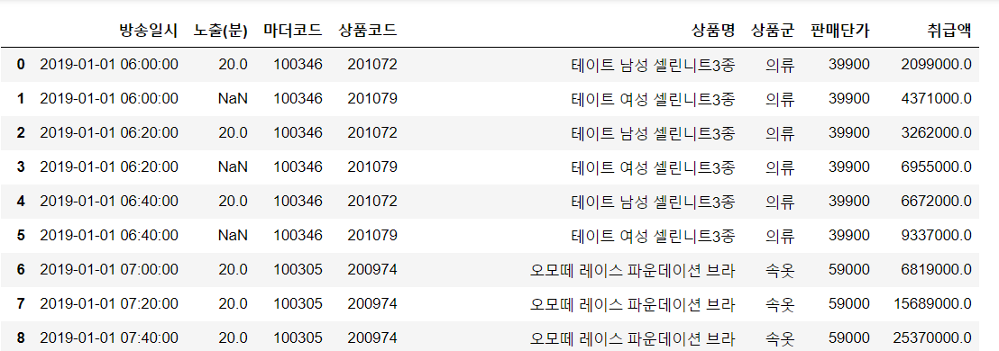 방송일시 노출(분) 마더코드 상품코드 상품명 상품군 판매단가 취급액
0 2019-01-01 06:00:00 20.0 100346 201072 테이트 남성 셀린니트3종 의류 39900 2099000.0
1 2019-01-01 06:00:00 NaN 100346 201079 테이트 여성 셀린니트3종 의류 39900 4371000.0
2 2019-01-01 06:20:00 20.0 100346 201072 테이트 남성 셀린니트3종 의류 39900 3262000.0
3 2019-01-01 06:20:00 NaN 100346 201079 테이트 여성 셀린니트3종 의류 39900 6955000.0
4 2019-01-01 06:40:00 20.0 100346 201072 테이트 남성 셀린니트3종 의류 39900 6672000.0
5 2019-01-01 06:40:00 NaN 100346 201079 테이트 여성 셀린니트3종 의류 39900 9337000.0
6 2019-01-01 07:00:00 20.0 100305 200974 오모떼 레이스 파운데이션 브라 속옷 59000 6819000.0
7 2019-01-01 07:20:00 20.0 100305 200974 오모떼 레이스 파운데이션 브라 속옷 59000 15689000.0
8 2019-01-01 07:40:00 20.0 100305 200974 오모떼 레이스 파운데이션 브라 속옷 59000 25370000.0